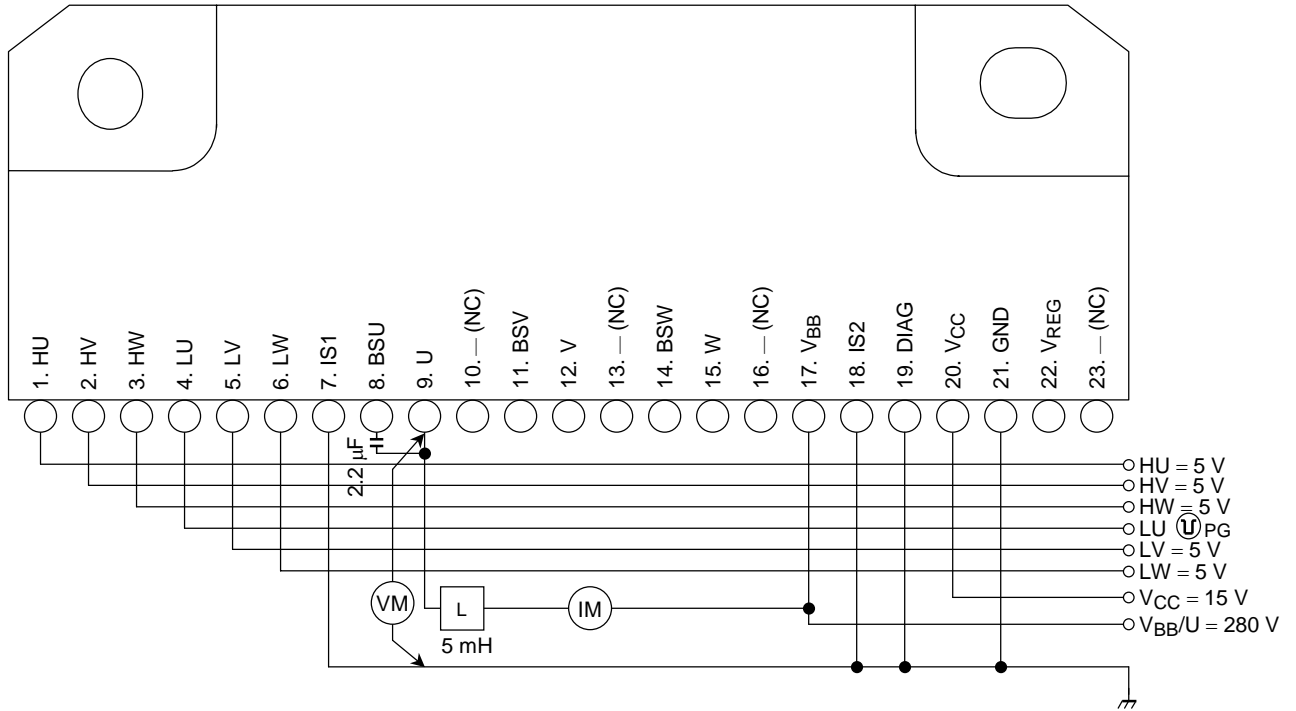 1. HU
2. HV
3. HW
4. LU
5. LV
6. LW
7. IS1
8. BSU
9. U
10. — (NC)
11. BSV
12. V
13. — (NC)
14. BSW
15. W
16. — (NC)
17. VBB
18. IS2
19. DIAG
20. VCC
21. GND
22. VREG
23. — (NC)
2.2 μF
HU = 5 V
HV = 5 V
HW = 5 V
LU PG
LV = 5 V
LW = 5 V
VCC = 15 V
VBB/U = 280 V
VM
L
IM
5 mH